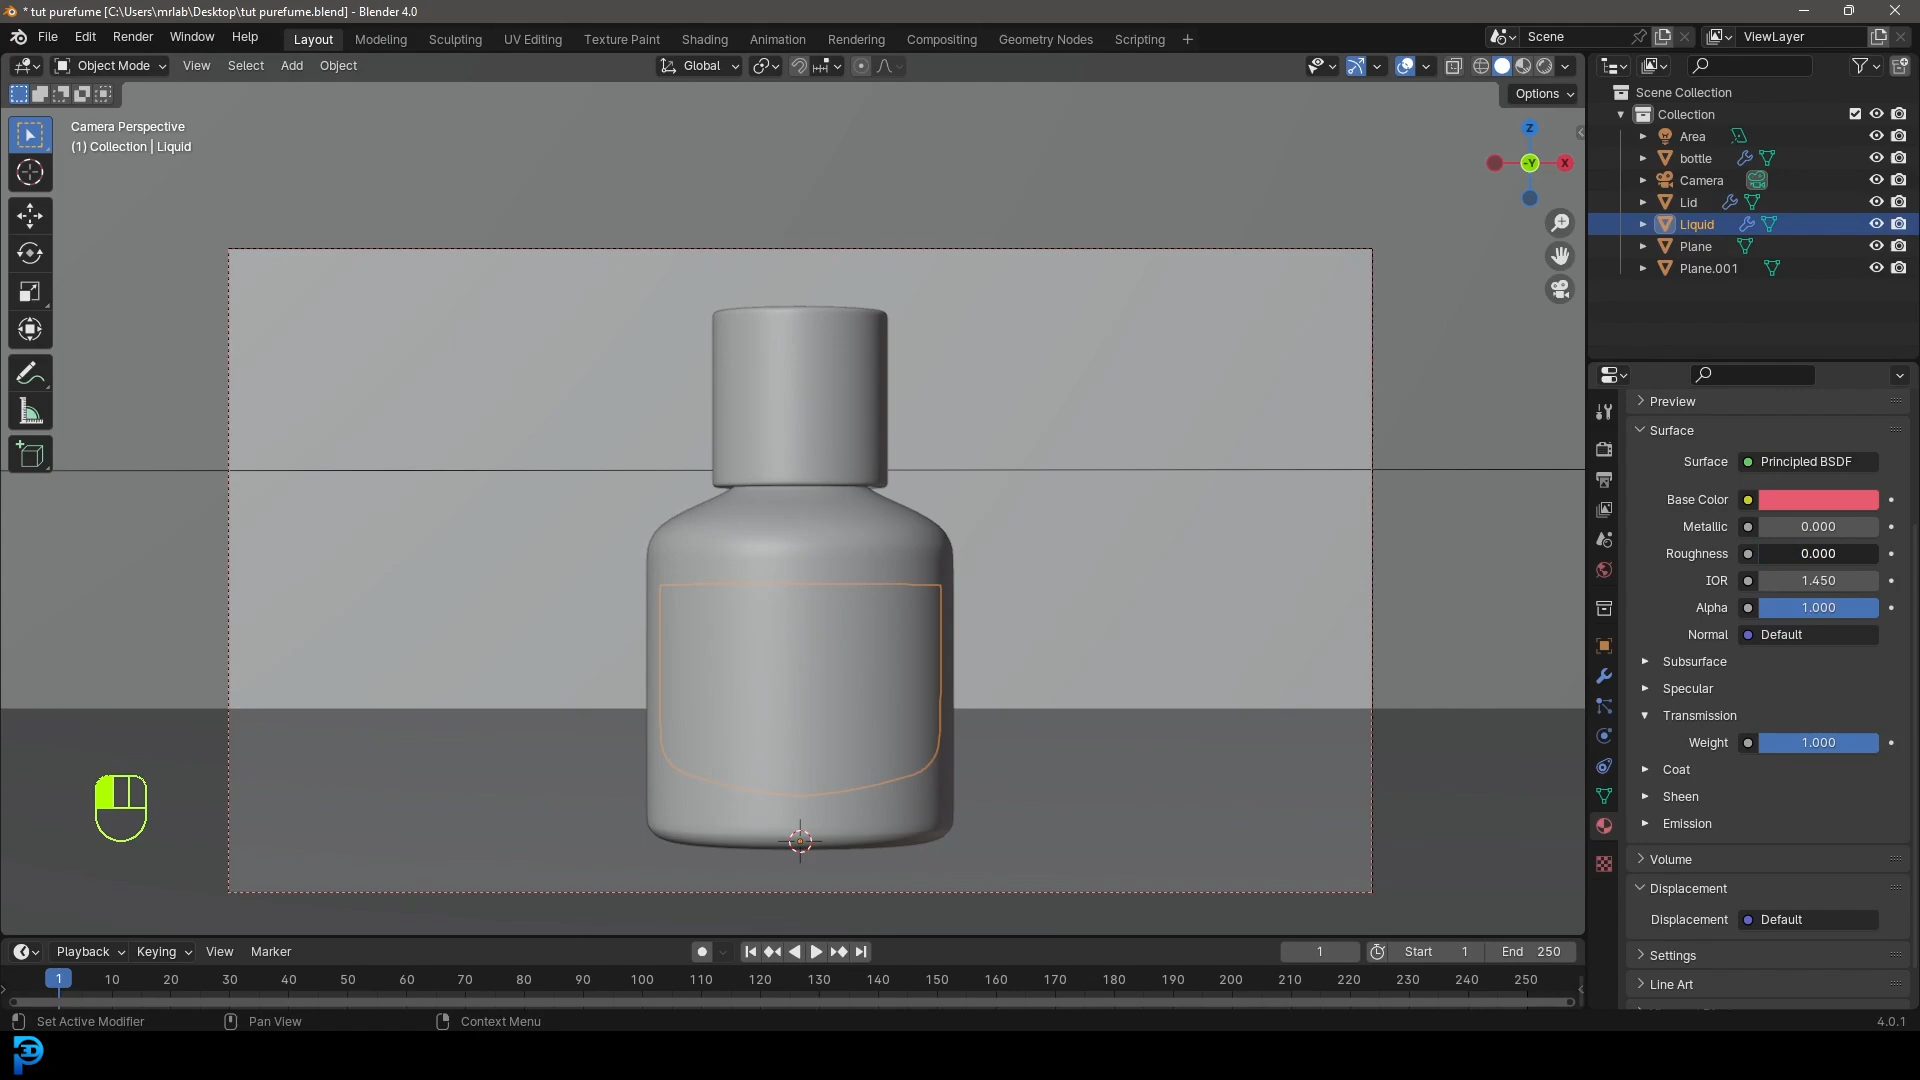 * tut purefume [C:\Users\mrlab\Desktop\tut purefume.blend] - Blender 4.0
File Edit Render Window Help Layout Modeling Sculpting UV Editing Texture Paint Shading Animation Rendering Compositing Geometry Nodes Scripting + Scene ViewLayer
Object Mode View Select Add Object Global
Options
Camera Perspective
(1) Collection | Liquid
Z
-Y
X
Scene Collection
Collection
Area
bottle
Camera
Lid
Liquid
Plane
Plane.001
Preview
Surface
Surface Principled BSDF
Base Color
Metallic 0.000
Roughness 0.000
IOR 1.450
Alpha 1.000
Normal Default
Subsurface
Specular
Transmission
Weight 1.000
Coat
Sheen
Emission
Volume
Displacement
Displacement Default
Settings
Line Art
Playback Keying View Marker 1 Start 1 End 250
1 10 20 30 40 50 60 70 80 90 100 110 120 130 140 150 160 170 180 190 200 210 220 230 240 250
Set Active Modifier Pan View Context Menu 4.0.1